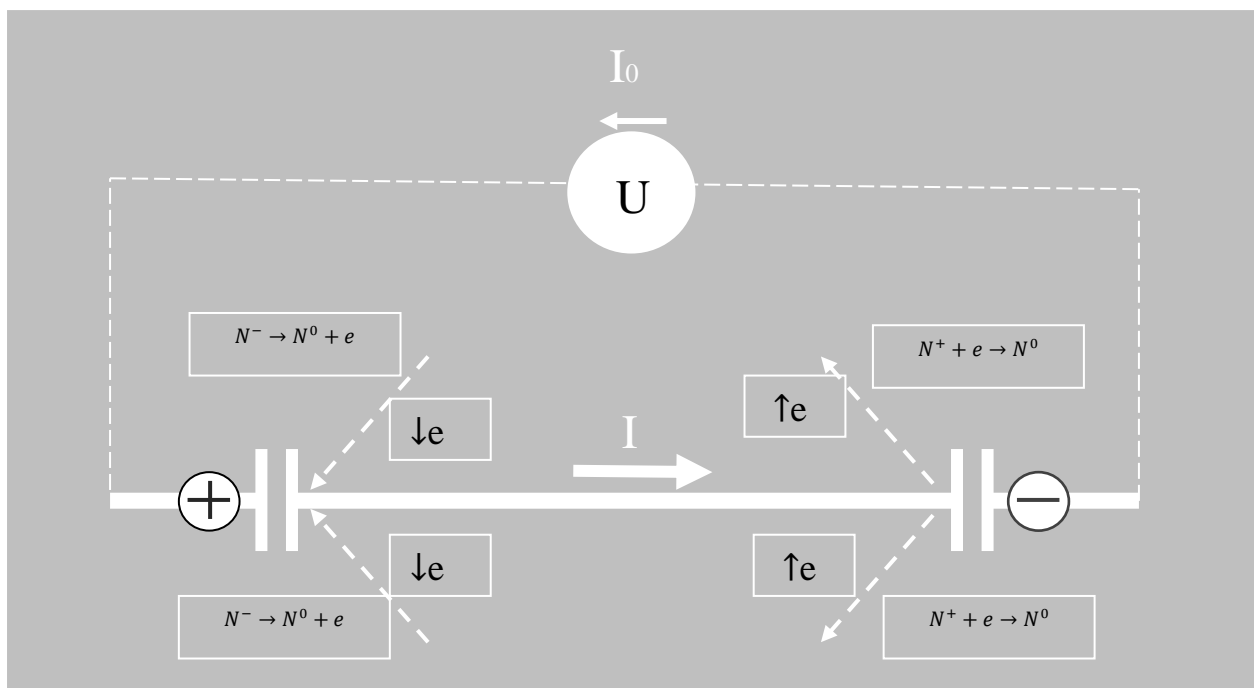 I₀
U
N⁻ → N⁰ + e
N⁺ + e → N⁰
↓e
↑e
I
+
−
↓e
↑e
N⁻ → N⁰ + e
N⁺ + e → N⁰